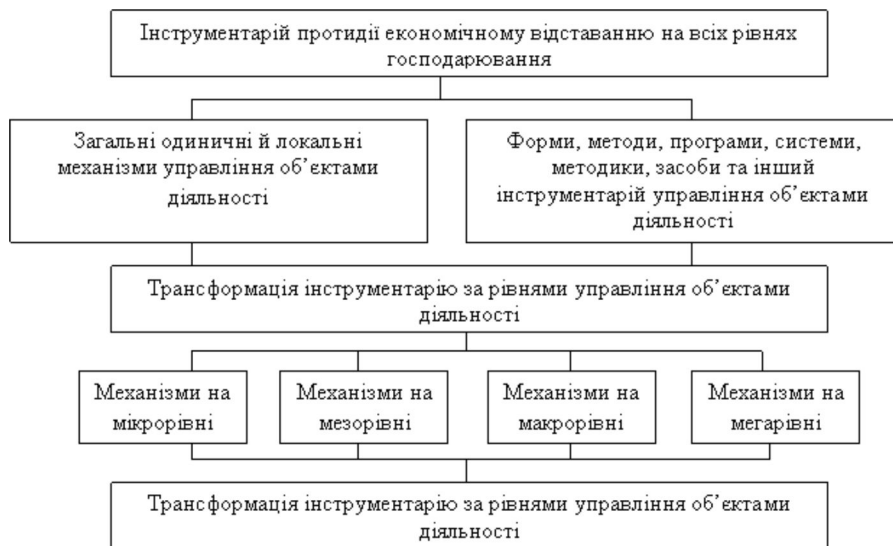 Інструментарій протидії економічному відставанню на всіх рівнях
господарювання
Загальні одиничні й локальні
механізми управління об’єктами
діяльності
Форми, методи, програми, системи,
методики, засоби та інший
інструментарій управління об’єктами
діяльності
Трансформація інструментарію за рівнями управління об’єктами
діяльності
Механізми на
мікрорівні
Механізми на
мезорівні
Механізми на
макрорівні
Механізми на
мегарівні
Трансформація інструментарію за рівнями управління об’єктами
діяльності